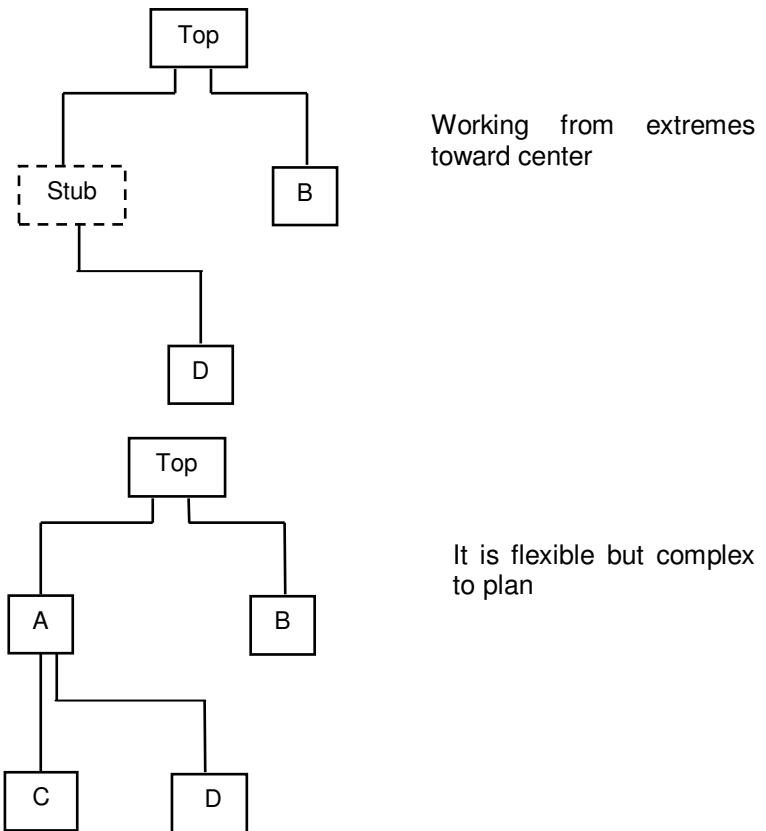 Top
Working from extremes
toward center
Stub
B
D
Top
It is flexible but complex
to plan
A
B
C
D